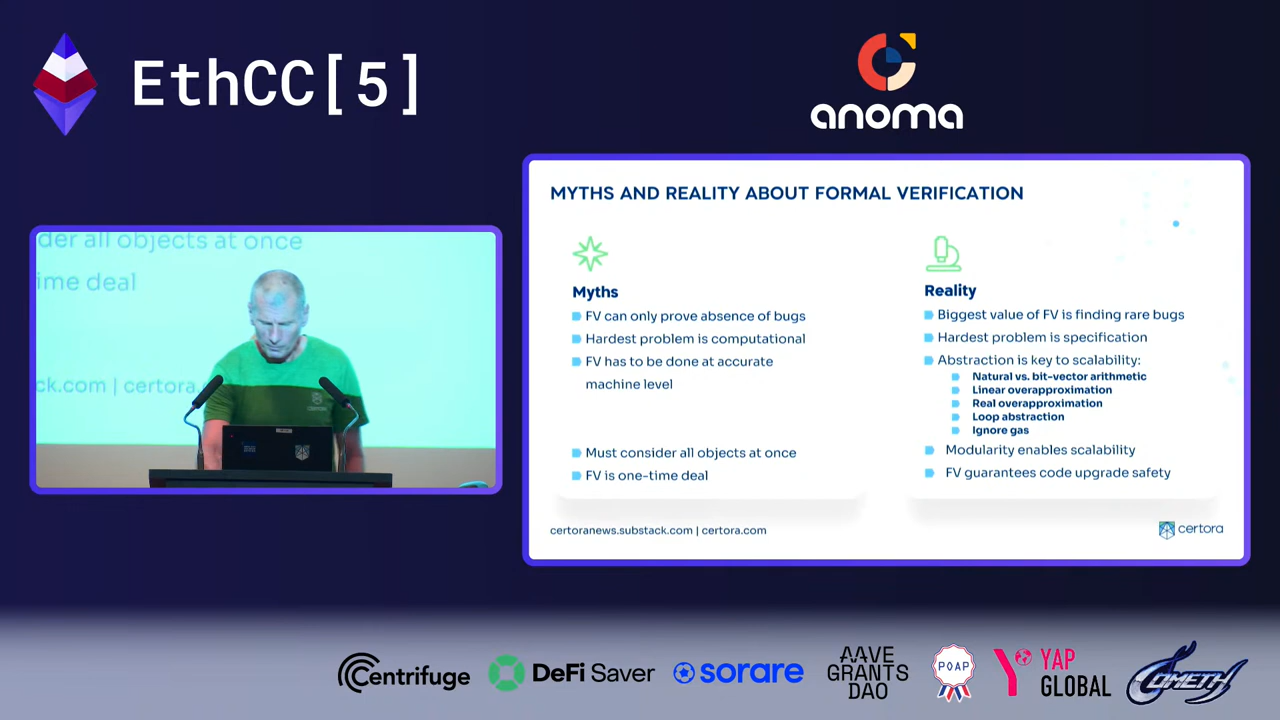 EthCC[5]
anoma
der all objects at once
ime deal
ck.com | certora
MYTHS AND REALITY ABOUT FORMAL VERIFICATION
Myths
FV can only prove absence of bugs
Hardest problem is computational
FV has to be done at accurate
machine level
Must consider all objects at once
FV is one-time deal
Reality
Biggest value of FV is finding rare bugs
Hardest problem is specification
Abstraction is key to scalability:
Natural vs. bit-vector arithmetic
Linear overapproximation
Real overapproximation
Loop abstraction
Ignore gas
Modularity enables scalability
FV guarantees code upgrade safety
certoranews.substack.com | certora.com
certora
Centrifuge
DeFi Saver
sorare
AAVE
GRANTS
DAO
POAP
YAP
GLOBAL
COMETH